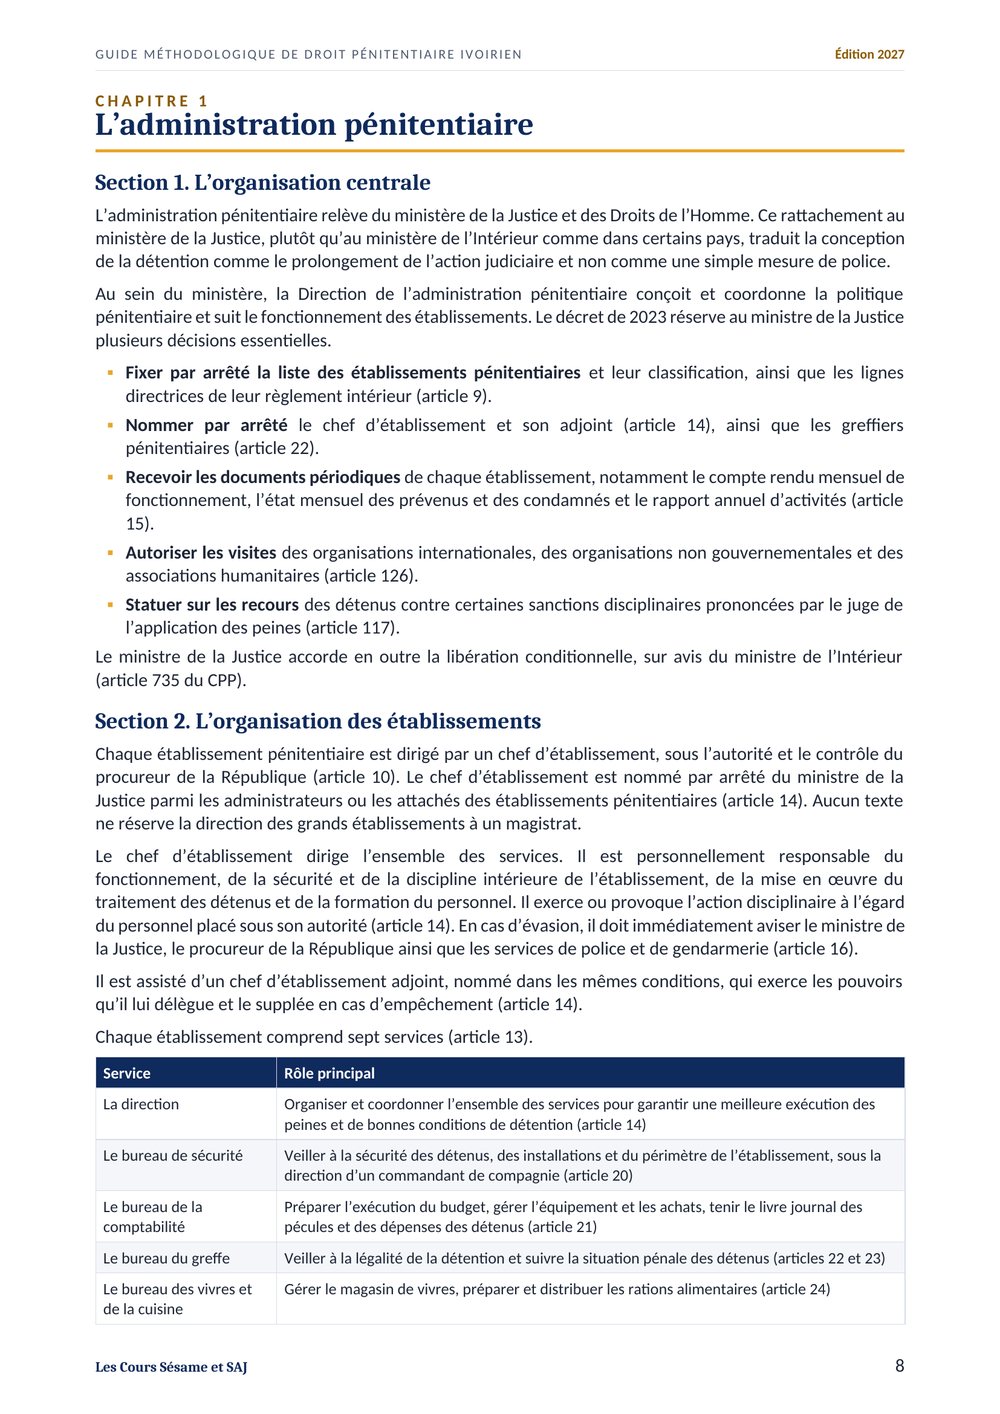 GUIDE MÉTHODOLOGIQUE DE DROIT PÉNITENTIAIRE IVOIRIEN
Édition 2027
CHAPITRE 1
L’administration pénitentiaire
Section 1. L’organisation centrale
L’administration pénitentiaire relève du ministère de la Justice et des Droits de l’Homme. Ce rattachement au
ministère de la Justice, plutôt qu’au ministère de l’Intérieur comme dans certains pays, traduit la conception
de la détention comme le prolongement de l’action judiciaire et non comme une simple mesure de police.
Au sein du ministère, la Direction de l’administration pénitentiaire conçoit et coordonne la politique
pénitentiaire et suit le fonctionnement des établissements. Le décret de 2023 réserve au ministre de la Justice
plusieurs décisions essentielles.
▪ Fixer par arrêté la liste des établissements pénitentiaires et leur classification, ainsi que les lignes
directrices de leur règlement intérieur (article 9).
▪ Nommer par arrêté le chef d’établissement et son adjoint (article 14), ainsi que les greffiers
pénitentiaires (article 22).
▪ Recevoir les documents périodiques de chaque établissement, notamment le compte rendu mensuel de
fonctionnement, l’état mensuel des prévenus et des condamnés et le rapport annuel d’activités (article
15).
▪ Autoriser les visites des organisations internationales, des organisations non gouvernementales et des
associations humanitaires (article 126).
▪ Statuer sur les recours des détenus contre certaines sanctions disciplinaires prononcées par le juge de
l’application des peines (article 117).
Le ministre de la Justice accorde en outre la libération conditionnelle, sur avis du ministre de l’Intérieur
(article 735 du CPP).
Section 2. L’organisation des établissements
Chaque établissement pénitentiaire est dirigé par un chef d’établissement, sous l’autorité et le contrôle du
procureur de la République (article 10). Le chef d’établissement est nommé par arrêté du ministre de la
Justice parmi les administrateurs ou les attachés des établissements pénitentiaires (article 14). Aucun texte
ne réserve la direction des grands établissements à un magistrat.
Le chef d’établissement dirige l’ensemble des services. Il est personnellement responsable du
fonctionnement, de la sécurité et de la discipline intérieure de l’établissement, de la mise en œuvre du
traitement des détenus et de la formation du personnel. Il exerce ou provoque l’action disciplinaire à l’égard
du personnel placé sous son autorité (article 14). En cas d’évasion, il doit immédiatement aviser le ministre de
la Justice, le procureur de la République ainsi que les services de police et de gendarmerie (article 16).
Il est assisté d’un chef d’établissement adjoint, nommé dans les mêmes conditions, qui exerce les pouvoirs
qu’il lui délègue et le supplée en cas d’empêchement (article 14).
Chaque établissement comprend sept services (article 13).
Service
Rôle principal
La direction
Organiser et coordonner l’ensemble des services pour garantir une meilleure exécution des
peines et de bonnes conditions de détention (article 14)
Le bureau de sécurité
Veiller à la sécurité des détenus, des installations et du périmètre de l’établissement, sous la
direction d’un commandant de compagnie (article 20)
Le bureau de la
comptabilité
Préparer l’exécution du budget, gérer l’équipement et les achats, tenir le livre journal des
pécules et des dépenses des détenus (article 21)
Le bureau du greffe
Veiller à la légalité de la détention et suivre la situation pénale des détenus (articles 22 et 23)
Le bureau des vivres et
de la cuisine
Gérer le magasin de vivres, préparer et distribuer les rations alimentaires (article 24)
Les Cours Sésame et SAJ
8